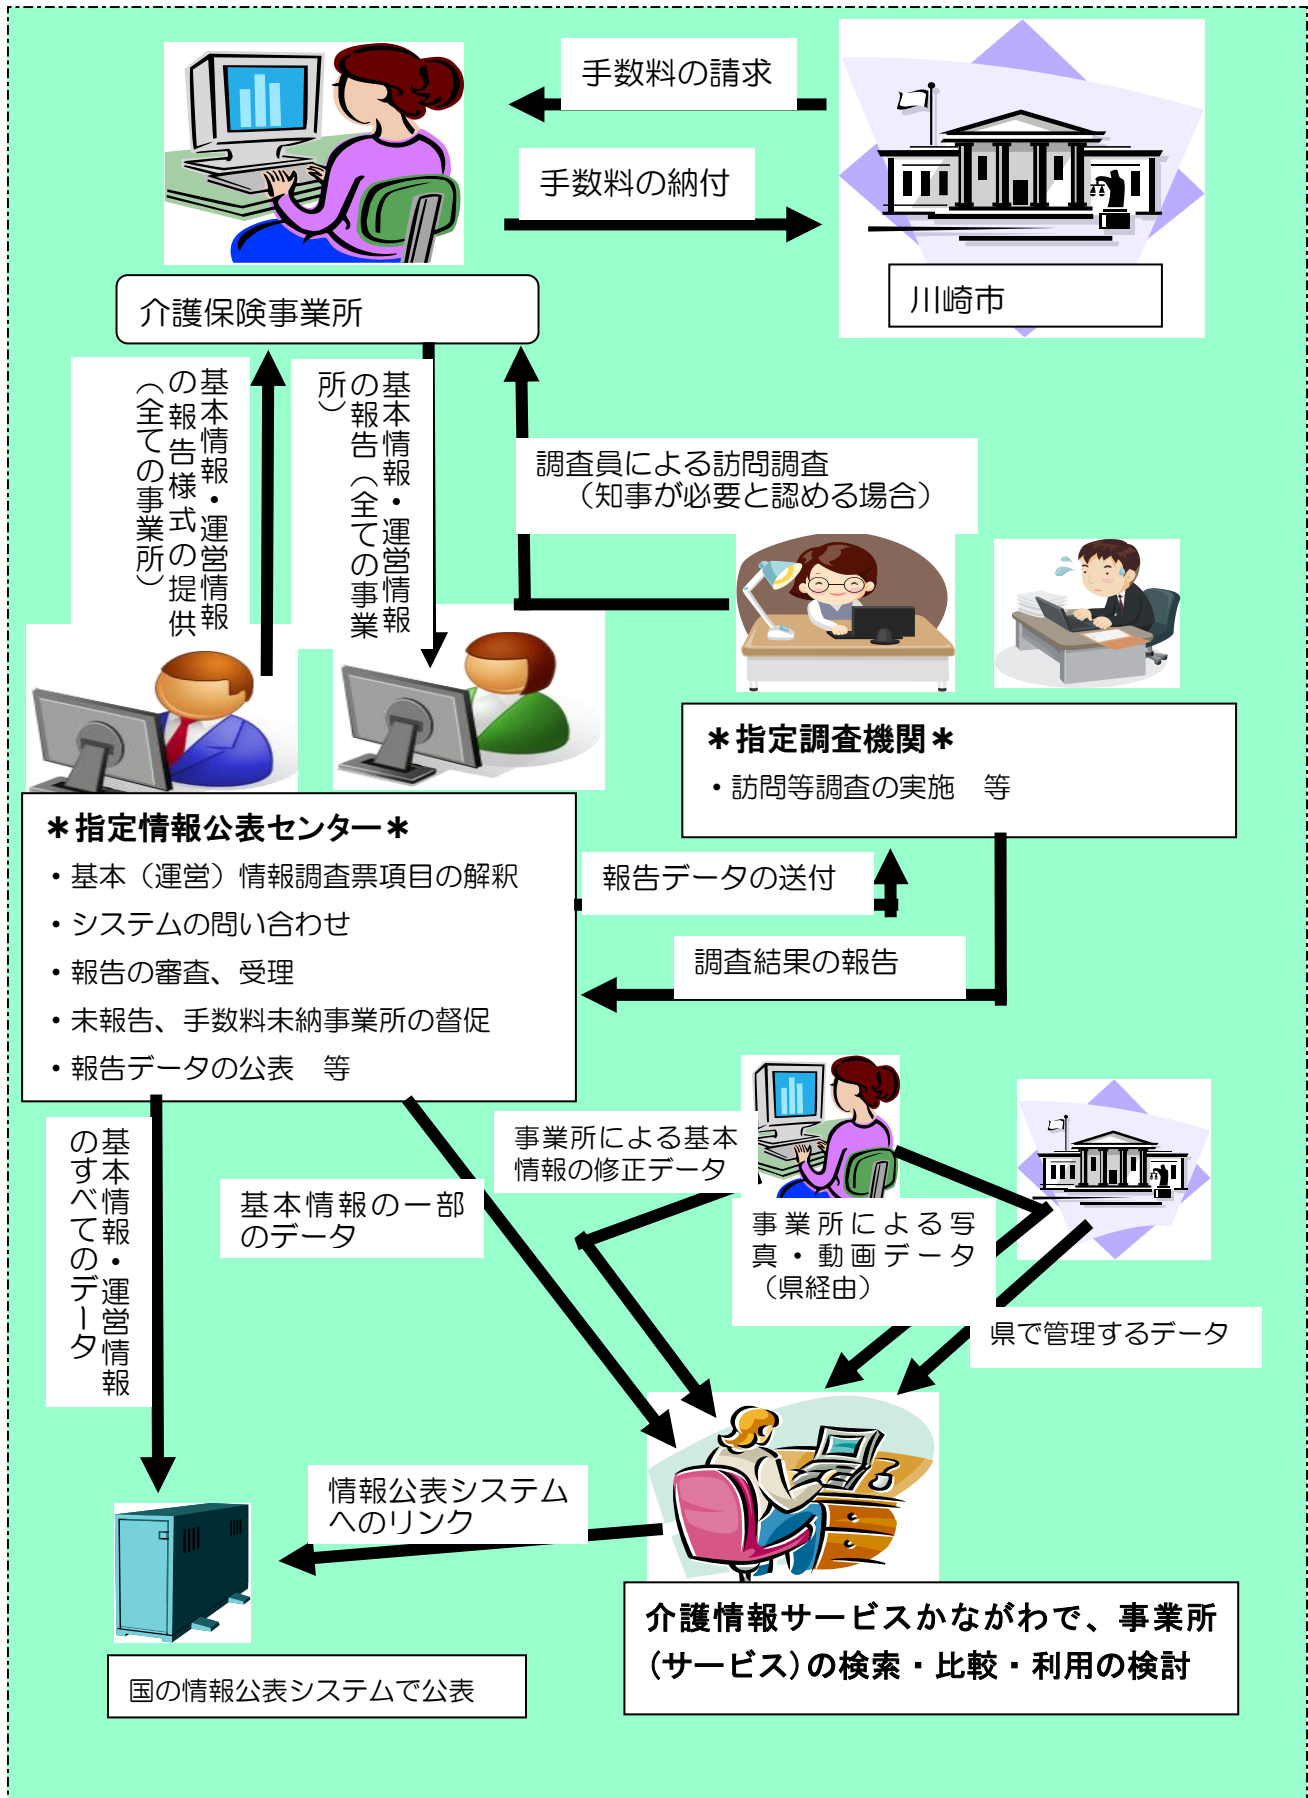 手数料の請求
手数料の納付
介護保険事業所
川崎市
基本情報・運営情報
の報告様式の提供
（全ての事業所）
基本情報・運営情報
の報告（全ての事業
所）
調査員による訪問調査
（知事が必要と認める場合）
＊指定調査機関＊
・訪問等調査の実施　等
＊指定情報公表センター＊
・基本（運営）情報調査票項目の解釈
・システムの問い合わせ
・報告の審査、受理
・未報告、手数料未納事業所の督促
・報告データの公表　等
報告データの送付
調査結果の報告
基本情報・運営情報
のすべてのデータ
基本情報の一部
のデータ
事業所による基本
情報の修正データ
事業所による写
真・動画データ
（県経由）
県で管理するデータ
情報公表システム
へのリンク
国の情報公表システムで公表
介護情報サービスかながわで、事業所
(サービス)の検索・比較・利用の検討